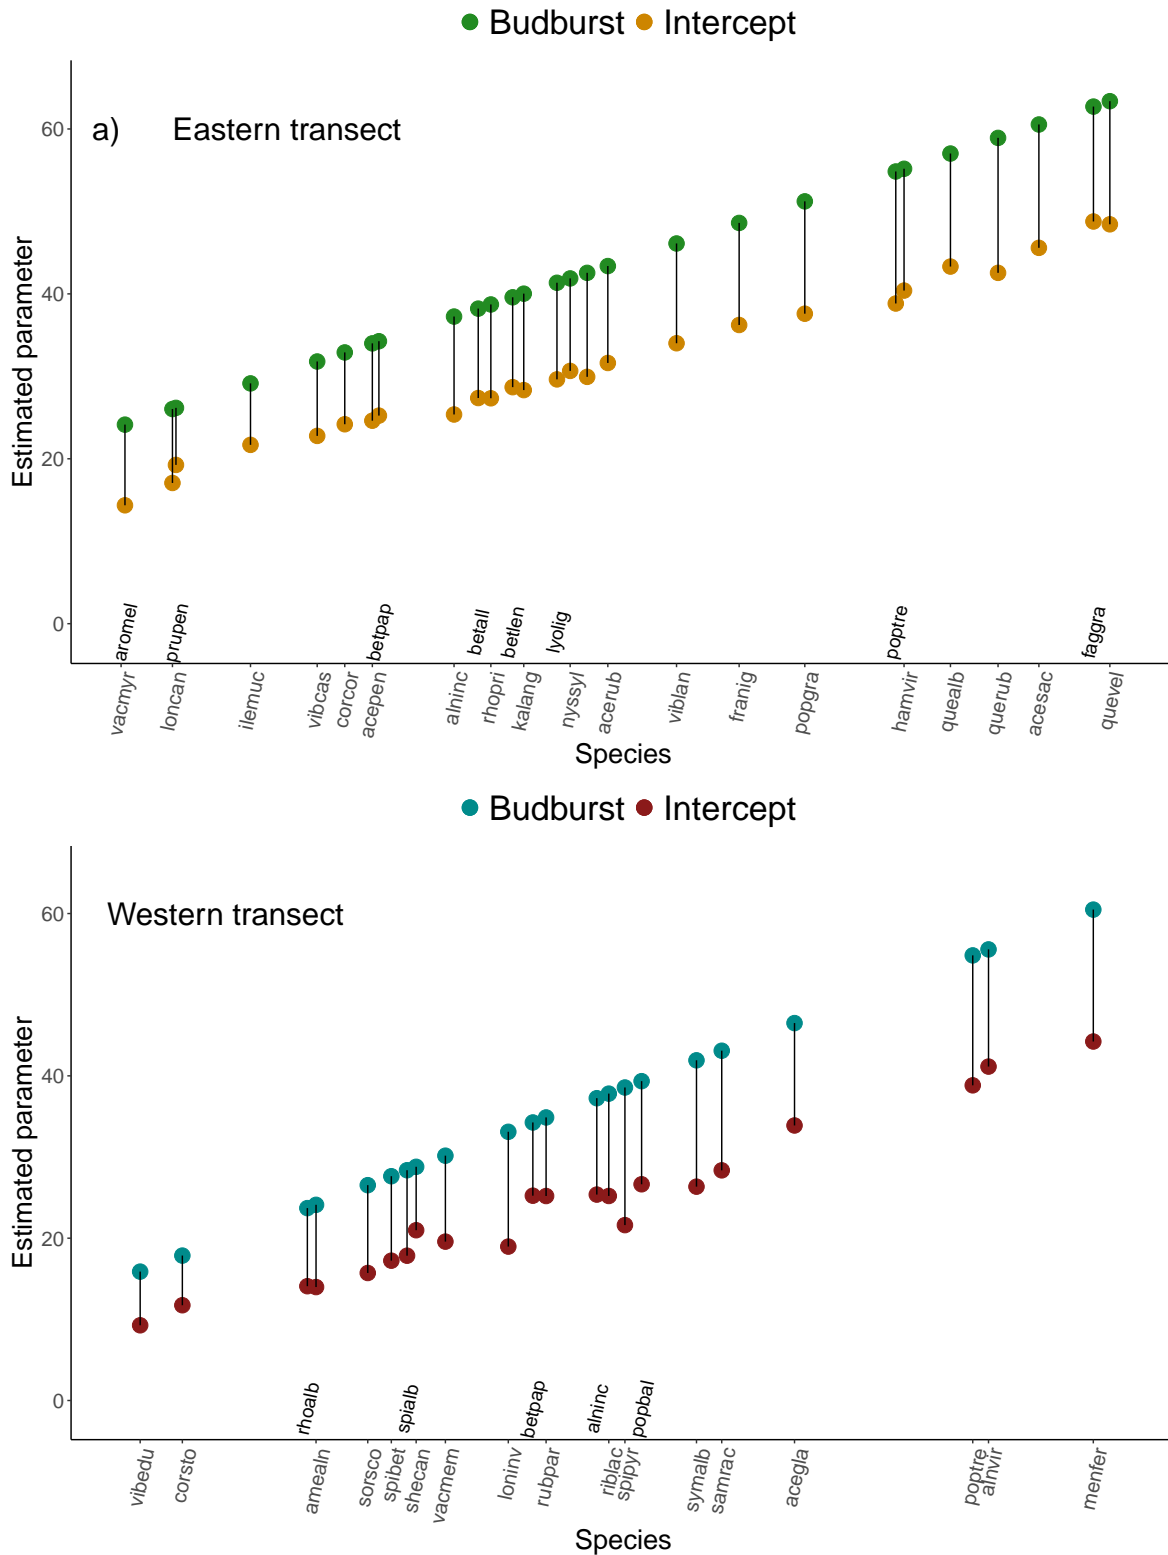 Budburst Intercept
a) Eastern transect
Estimated parameter
60
40
20
0
aromel prupen betpap betall betlen lyolig poptre faggra
vacmyr loncan ilemuc vibcas corcor acepen alninc rhopri kalang nyssyl acerub viblan franig popgra hamvir quealb querub acesac quevel
Species
Budburst Intercept
Western transect
Estimated parameter
60
40
20
0
rhoalb spialb betpap alninc popbal
vibedu corsto amealn sorsco spibet shecan vacmem loninv rubpar riblac spipyr symalb samrac acegla poptre alnvir menfer
Species